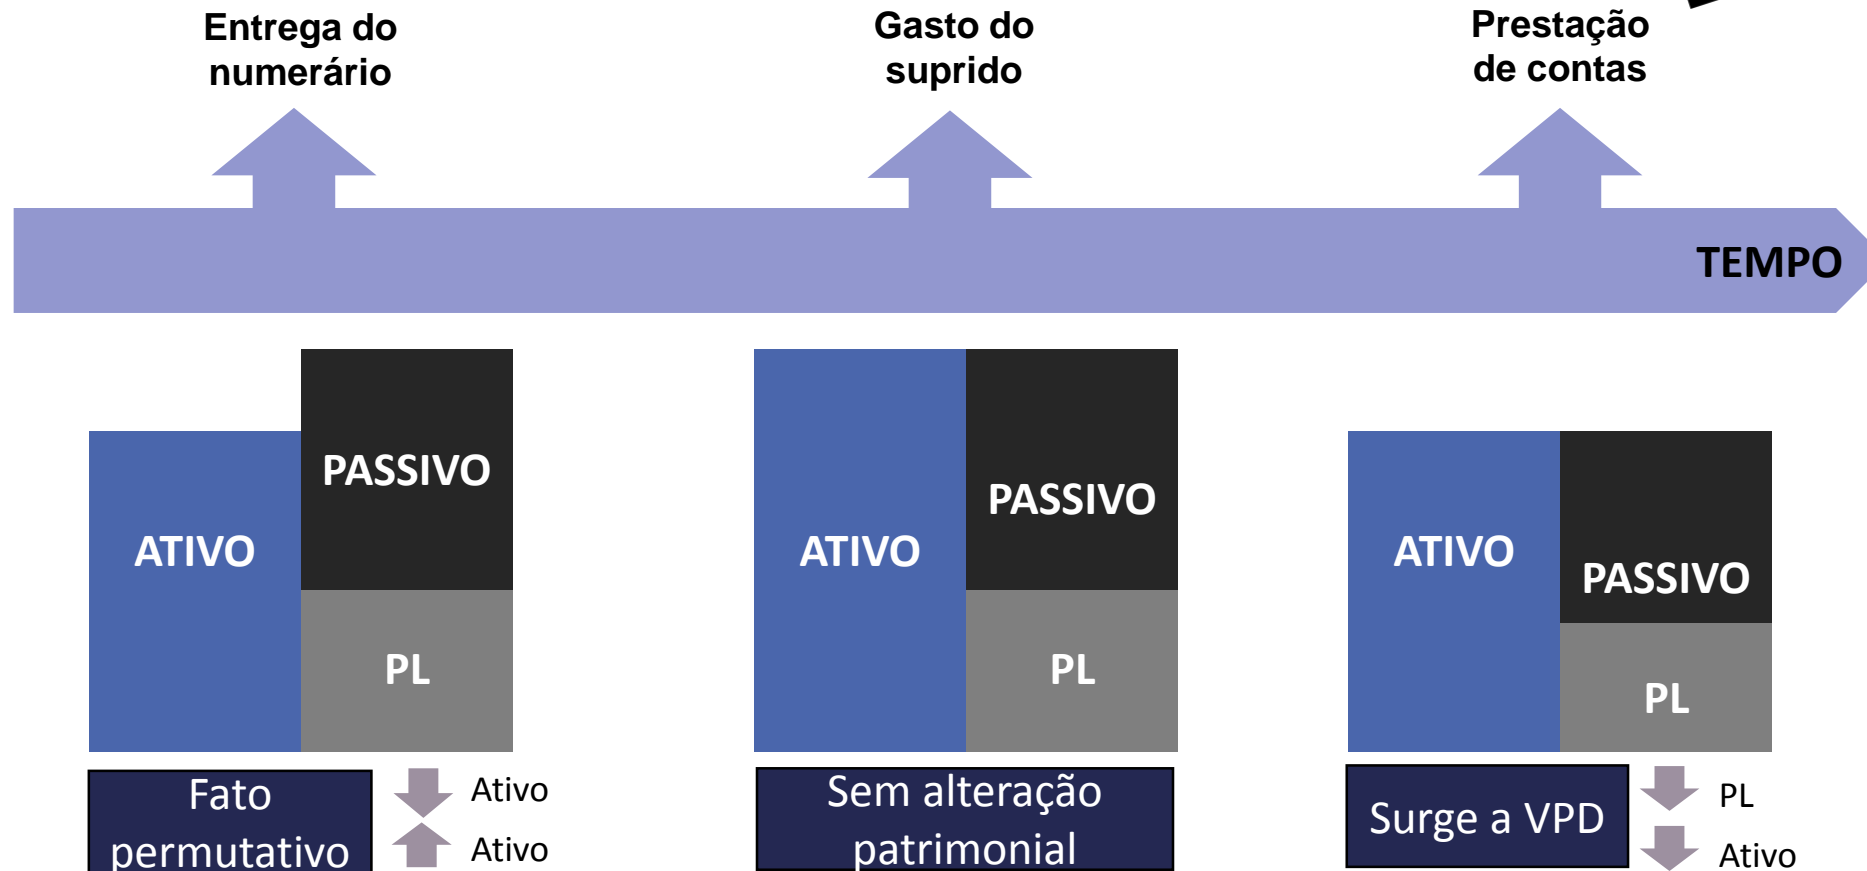 Entrega do
numerário
Gasto do
suprido
Prestação
de contas
TEMPO
ATIVO
PASSIVO
PL
ATIVO
PASSIVO
PL
ATIVO
PASSIVO
PL
Fato
permutativo
Ativo
Ativo
Sem alteração
patrimonial
Surge a VPD
PL
Ativo